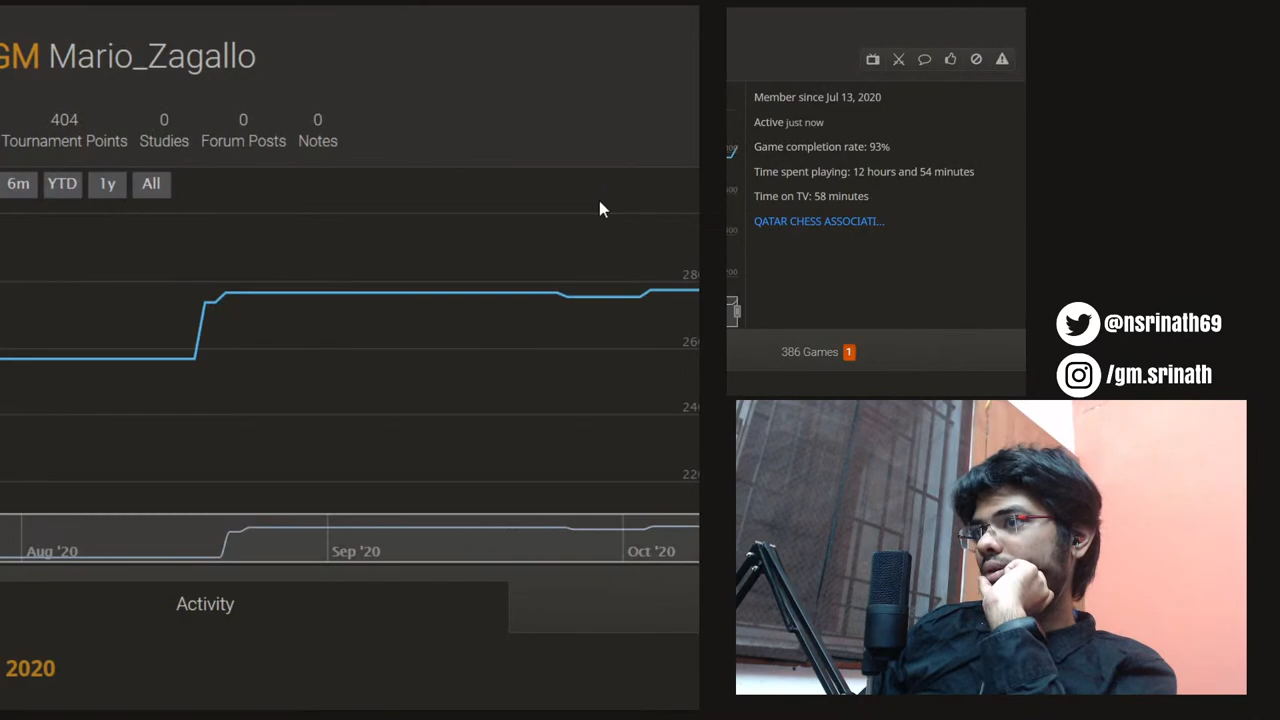 GM Mario_Zagallo
404
Tournament Points
0
Studies
0
Forum Posts
0
Notes
6m
YTD
1y
All
Aug '20
Sep '20
Oct '20
Activity
2020
Member since Jul 13, 2020
Active just now
Game completion rate: 93%
Time spent playing: 12 hours and 54 minutes
Time on TV: 58 minutes
QATAR CHESS ASSOCIATI...
386 Games 1
@nsrinath69
/gm.srinath